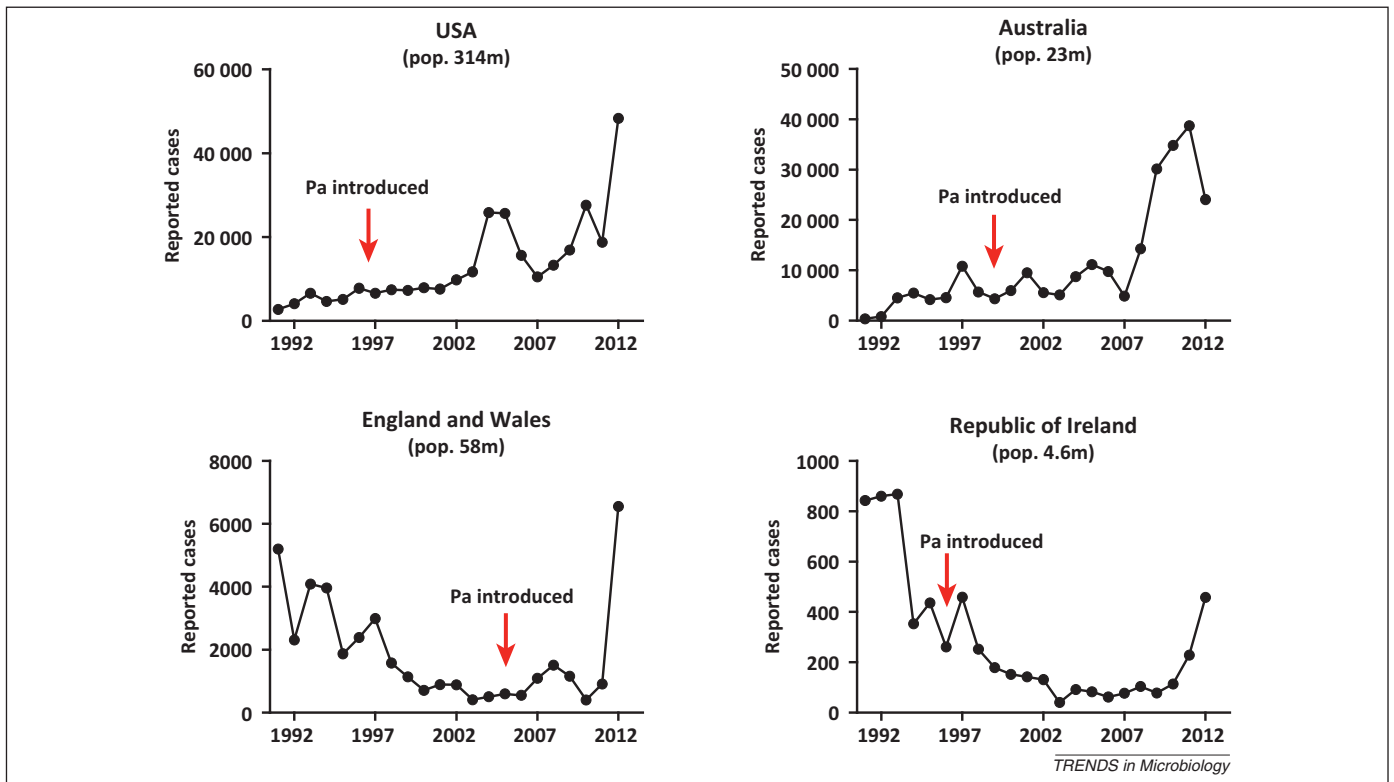 USA
(pop. 314m)
60 000
40 000
20 000
0
Reported cases
Pa introduced
1992 1997 2002 2007 2012
Australia
(pop. 23m)
50 000
40 000
30 000
20 000
10 000
0
Reported cases
Pa introduced
1992 1997 2002 2007 2012
England and Wales
(pop. 58m)
8000
6000
4000
2000
0
Reported cases
Pa introduced
1992 1997 2002 2007 2012
Republic of Ireland
(pop. 4.6m)
1000
800
600
400
200
0
Reported cases
Pa introduced
1992 1997 2002 2007 2012
TRENDS in Microbiology